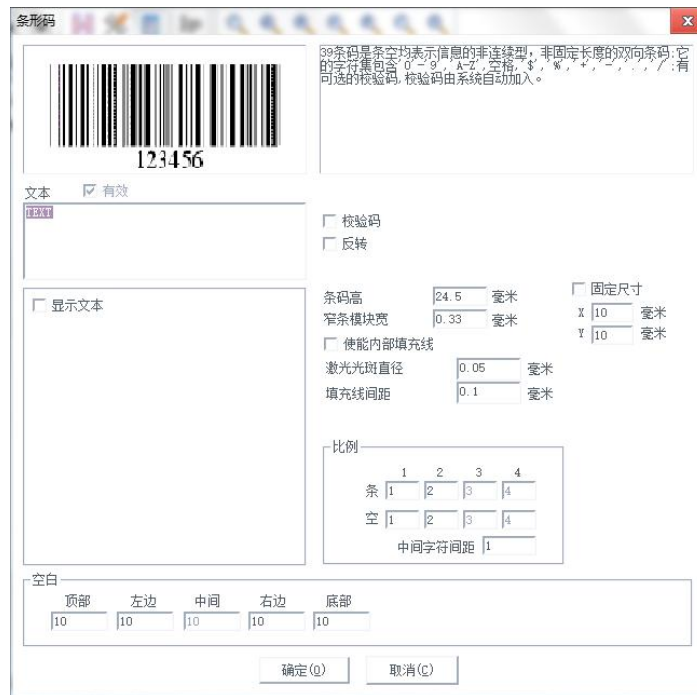 条形码
39条码是条空均表示信息的非连续型，非固定长度的双向条码;它
的字符集包含'0'-'9','A-Z',空格,'$','%','+','-','.','/';有
可选的校验码,校验码由系统自动加入。
123456
文本 有效
TEXT
校验码
反转
显示文本
条码高 24.5 毫米
固定尺寸
窄条模块宽 0.33 毫米
X 10 毫米
Y 10 毫米
使能内部填充线
激光光斑直径 0.05 毫米
填充线间距 0.1 毫米
比例
1 2 3 4
条 1 2 3 4
空 1 2 3 4
中间字符间距 1
空白
顶部 左边 中间 右边 底部
10 10 10 10 10
确定(O) 取消(C)